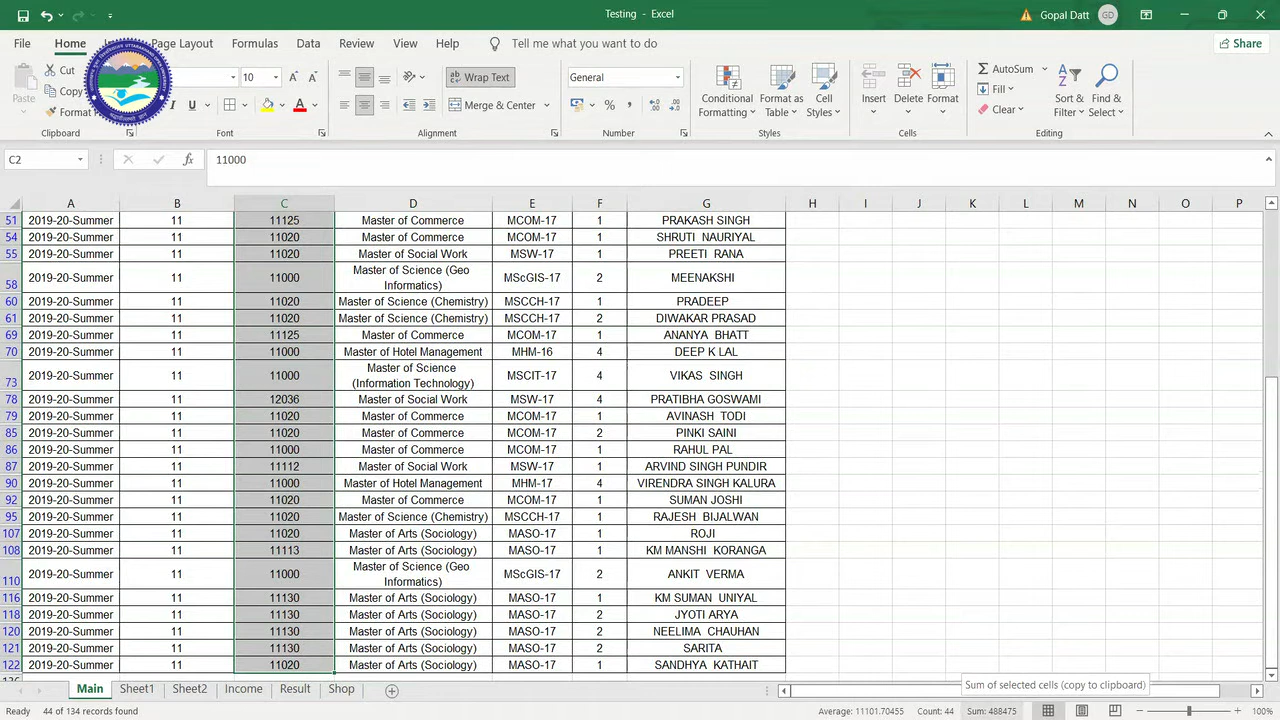 Testing - Excel
Gopal Datt
GD
File Home Page Layout Formulas Data Review View Help Tell me what you want to do
Share
Paste
Cut
Copy
Clipboard
10
Font
Wrap Text
Merge & Center
Alignment
General
Number
Conditional Formatting
Format as Table
Cell Styles
Styles
Insert
Delete
Format
Cells
AutoSum
Fill
Clear
Sort & Filter
Find & Select
Editing
C2
fx
11000
A B C D E F G H I J K L M N O P
51 2019-20-Summer 11 11125 Master of Commerce MCOM-17 1 PRAKASH SINGH
54 2019-20-Summer 11 11020 Master of Commerce MCOM-17 1 SHRUTI NAURIYAL
55 2019-20-Summer 11 11020 Master of Social Work MSW-17 1 PREETI RANA
58 2019-20-Summer 11 11000 Master of Science (Geo Informatics) MScGIS-17 2 MEENAKSHI
60 2019-20-Summer 11 11020 Master of Science (Chemistry) MSCCH-17 1 PRADEEP
61 2019-20-Summer 11 11020 Master of Science (Chemistry) MSCCH-17 2 DIWAKAR PRASAD
69 2019-20-Summer 11 11125 Master of Commerce MCOM-17 1 ANANYA BHATT
70 2019-20-Summer 11 11000 Master of Hotel Management MHM-16 4 DEEP K LAL
73 2019-20-Summer 11 11000 Master of Science (Information Technology) MSCIT-17 4 VIKAS SINGH
78 2019-20-Summer 11 12036 Master of Social Work MSW-17 4 PRATIBHA GOSWAMI
79 2019-20-Summer 11 11020 Master of Commerce MCOM-17 1 AVINASH TODI
85 2019-20-Summer 11 11020 Master of Commerce MCOM-17 2 PINKI SAINI
86 2019-20-Summer 11 11000 Master of Commerce MCOM-17 1 RAHUL PAL
87 2019-20-Summer 11 11112 Master of Social Work MSW-17 1 ARVIND SINGH PUNDIR
90 2019-20-Summer 11 11000 Master of Hotel Management MHM-17 4 VIRENDRA SINGH KALURA
92 2019-20-Summer 11 11020 Master of Commerce MCOM-17 1 SUMAN JOSHI
95 2019-20-Summer 11 11020 Master of Science (Chemistry) MSCCH-17 1 RAJESH BIJALWAN
107 2019-20-Summer 11 11020 Master of Arts (Sociology) MASO-17 1 ROJI
108 2019-20-Summer 11 11113 Master of Arts (Sociology) MASO-17 1 KM MANSHI KORANGA
110 2019-20-Summer 11 11000 Master of Science (Geo Informatics) MScGIS-17 2 ANKIT VERMA
116 2019-20-Summer 11 11130 Master of Arts (Sociology) MASO-17 1 KM SUMAN UNIYAL
118 2019-20-Summer 11 11130 Master of Arts (Sociology) MASO-17 2 JYOTI ARYA
120 2019-20-Summer 11 11130 Master of Arts (Sociology) MASO-17 2 NEELIMA CHAUHAN
121 2019-20-Summer 11 11130 Master of Arts (Sociology) MASO-17 2 SARITA
122 2019-20-Summer 11 11020 Master of Arts (Sociology) MASO-17 1 SANDHYA KATHAIT
Sum of selected cells (copy to clipboard)
Main Sheet1 Sheet2 Income Result Shop
Ready 44 of 134 records found Average: 11101.70455 Count: 44 Sum: 488475 100%